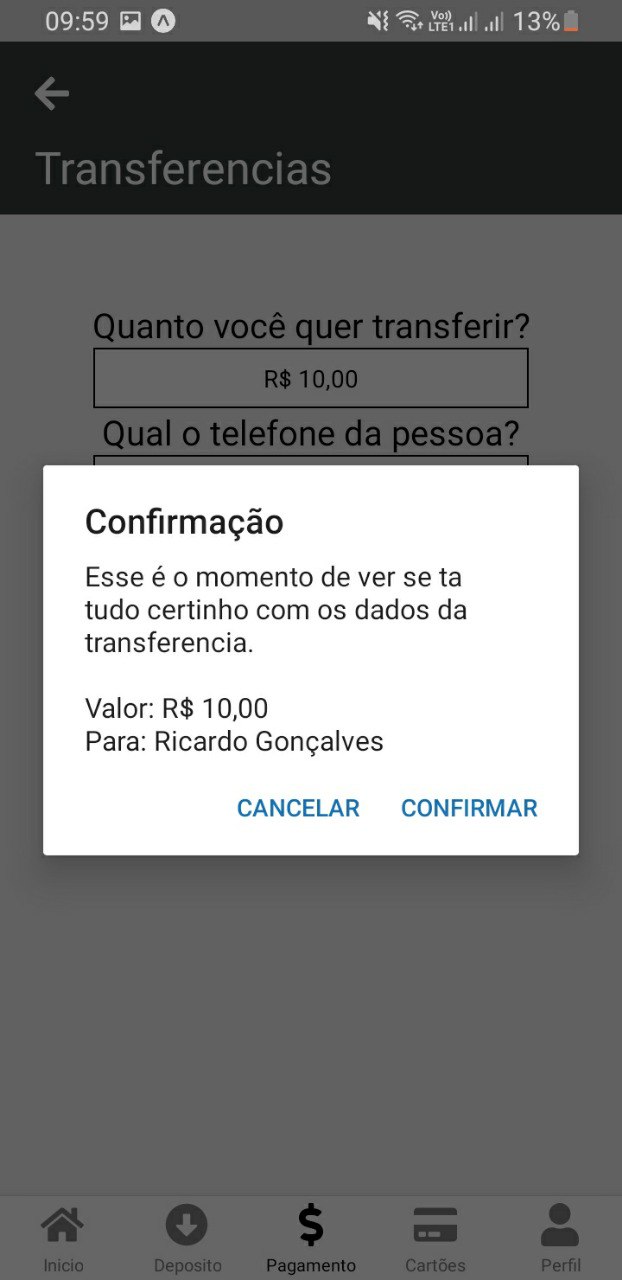 09:59
Vo)) LTE1 13%
Transferencias
Quanto você quer transferir?
R$ 10,00
Qual o telefone da pessoa?
Confirmação
Esse é o momento de ver se ta
tudo certinho com os dados da
transferencia.
Valor: R$ 10,00
Para: Ricardo Gonçalves
CANCELAR CONFIRMAR
Inicio Deposito Pagamento Cartões Perfil